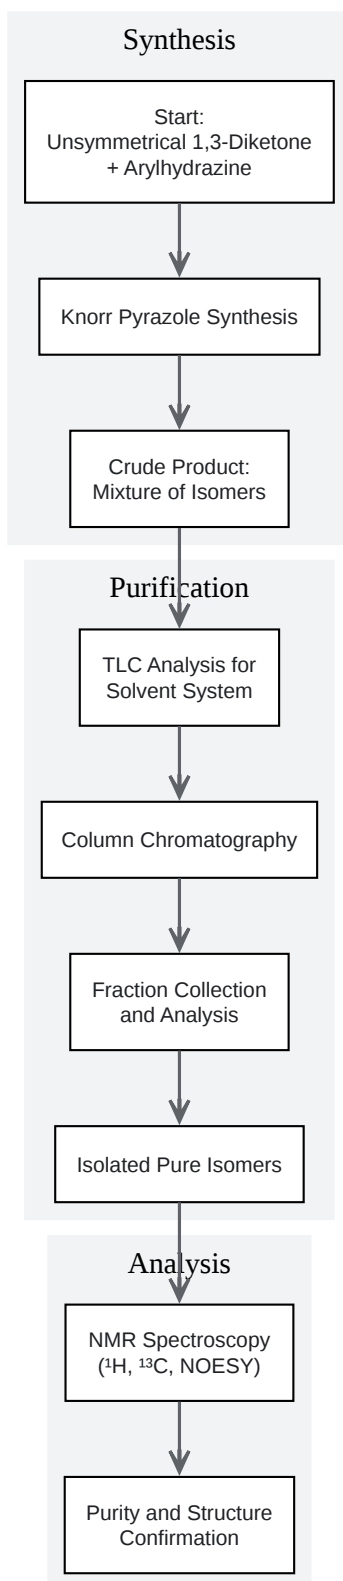 Synthesis
Start:
Unsymmetrical 1,3-Diketone
+ Arylhydrazine
Knorr Pyrazole Synthesis
Crude Product:
Mixture of Isomers
Purification
TLC Analysis for
Solvent System
Column Chromatography
Fraction Collection
and Analysis
Isolated Pure Isomers
Analysis
NMR Spectroscopy
(¹H, ¹³C, NOESY)
Purity and Structure
Confirmation